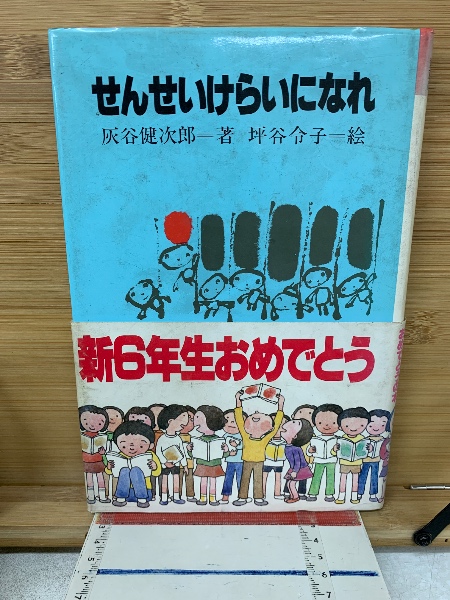 せんせいけらいになれ
灰谷健次郎―著 坪谷令子―絵
新6年生おめでとう